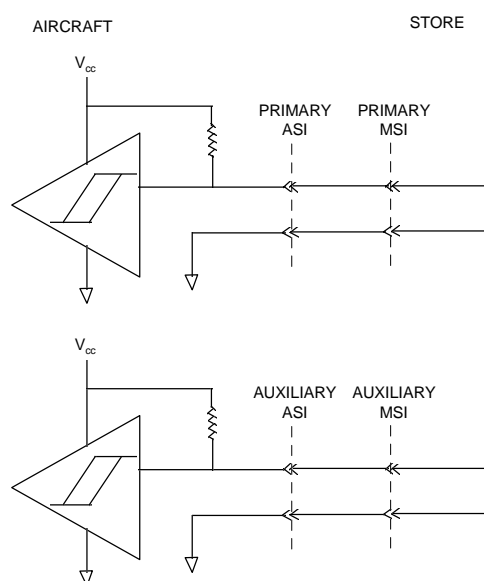 AIRCRAFT STORE
Vcc
PRIMARY PRIMARY
ASI MSI
Vcc
AUXILIARY AUXILIARY
ASI MSI